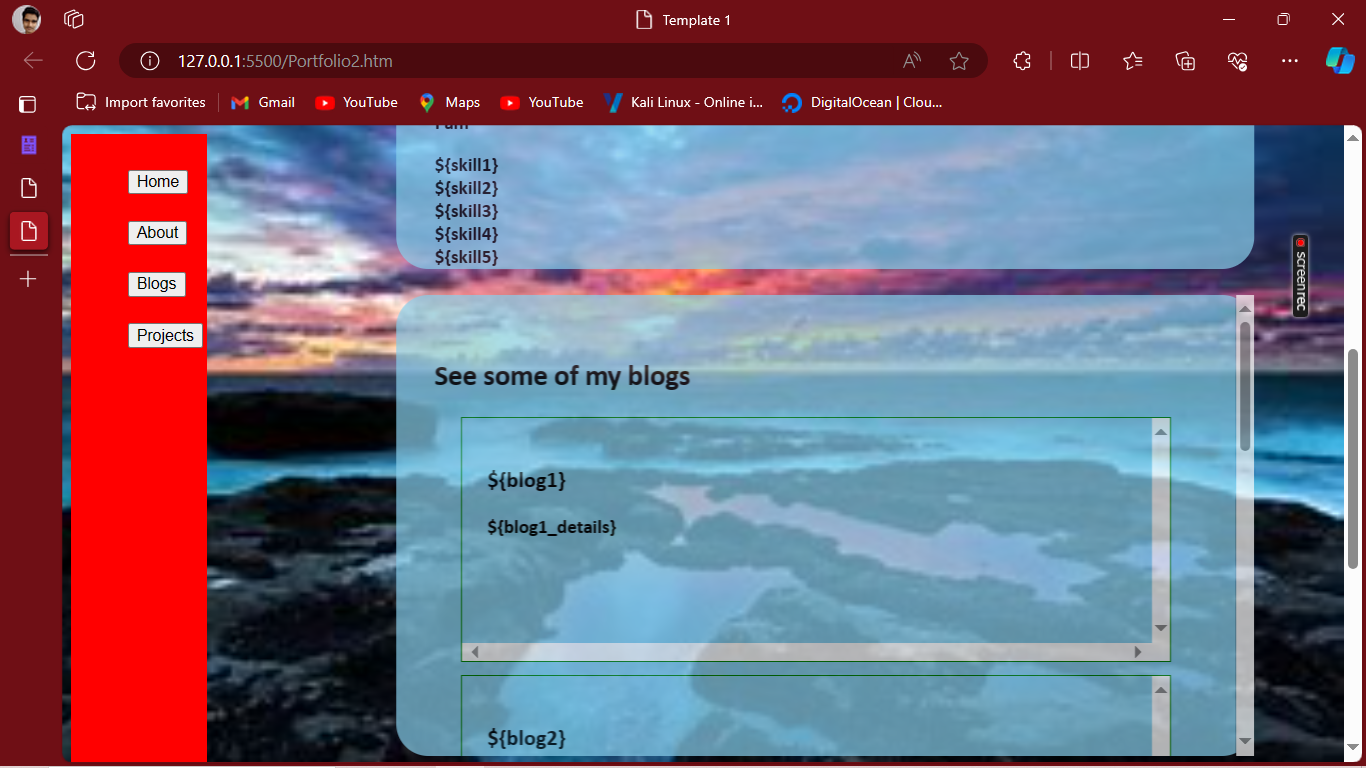 Template 1
127.0.0.1:5500/Portfolio2.htm
Import favorites
Gmail
YouTube
Maps
YouTube
Kali Linux - Online i...
DigitalOcean | Clou...
Home
About
Blogs
Projects
I am
${skill1}
${skill2}
${skill3}
${skill4}
${skill5}
screenrec
See some of my blogs
${blog1}
${blog1_details}
${blog2}